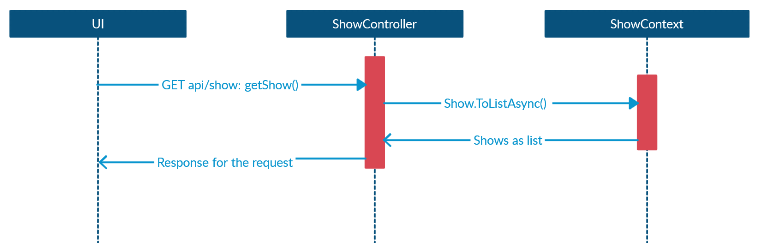 UI
ShowController
ShowContext
GET api/show: getShow()
Show.ToListAsync()
Shows as list
Response for the request